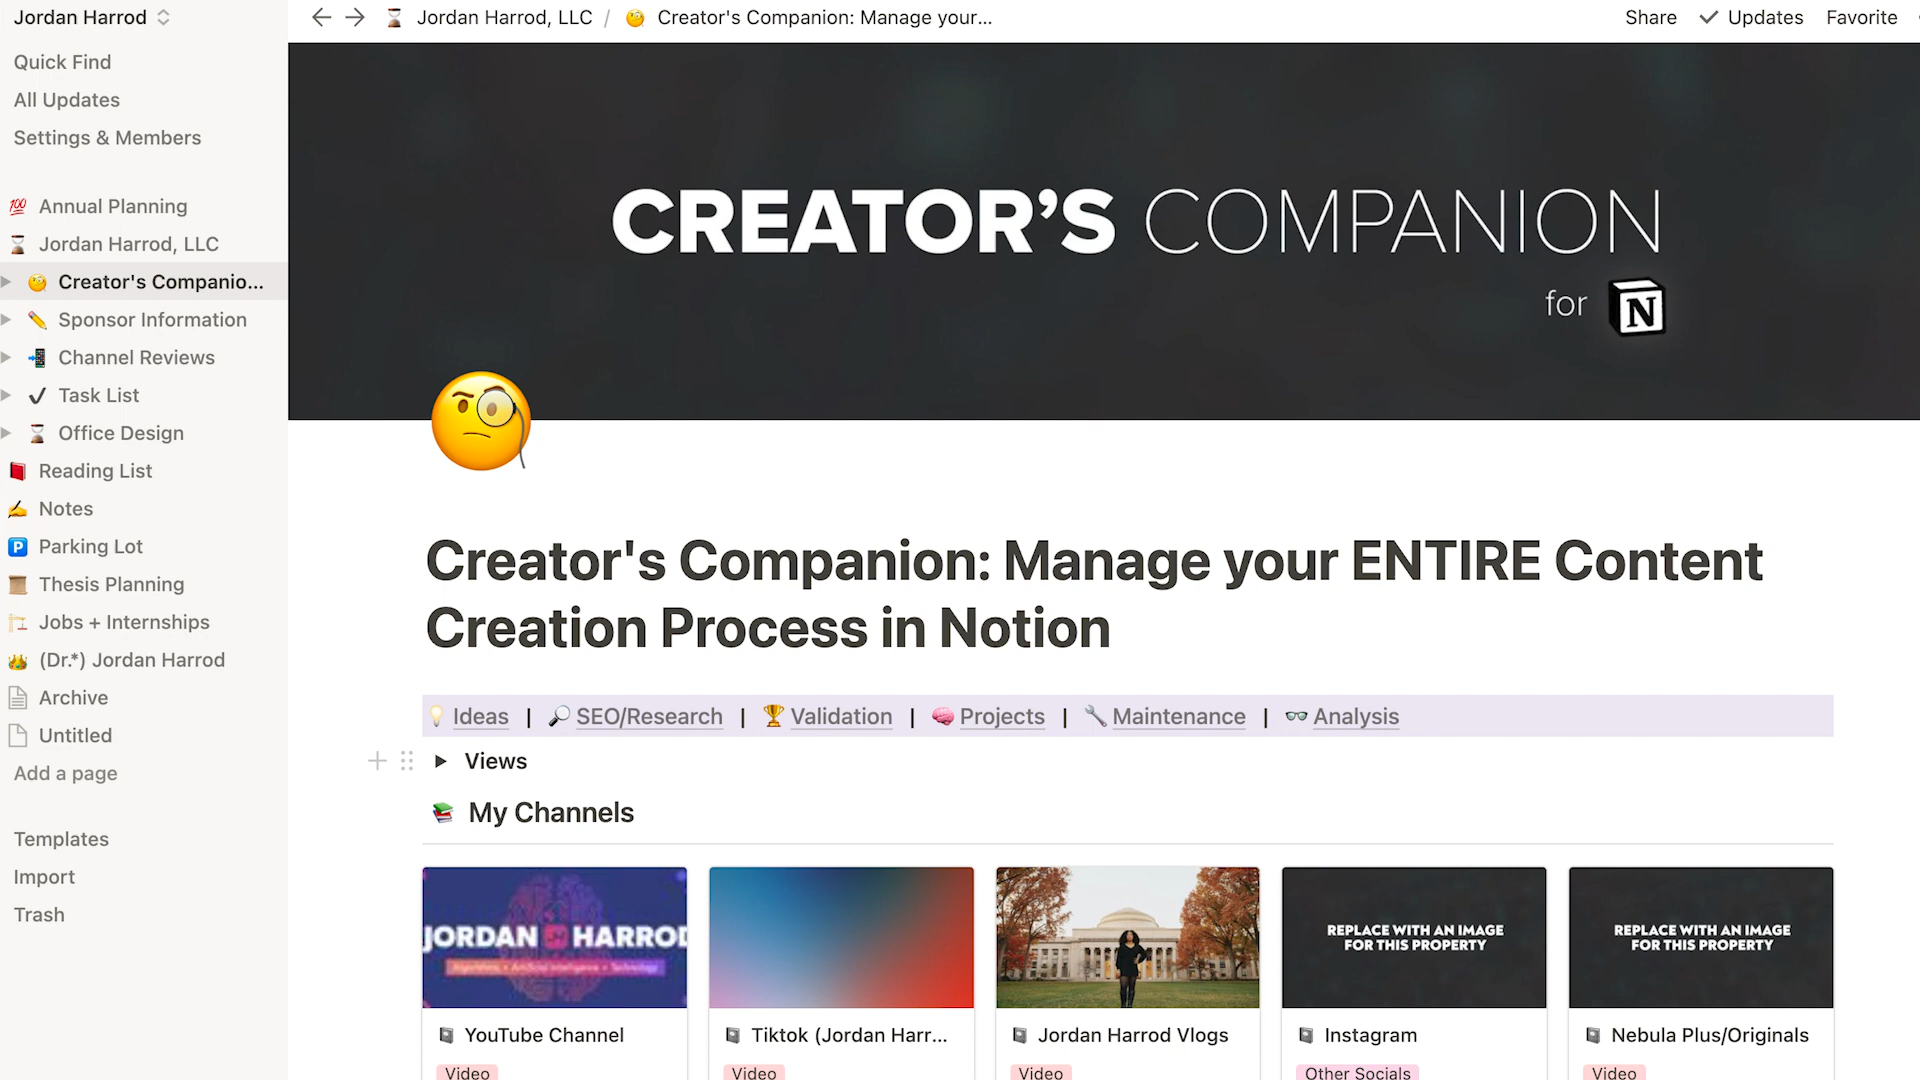 Jordan Harrod
Quick Find
All Updates
Settings & Members
Annual Planning
Jordan Harrod, LLC
Creator's Companio...
Sponsor Information
Channel Reviews
Task List
Office Design
Reading List
Notes
Parking Lot
Thesis Planning
Jobs + Internships
(Dr.*) Jordan Harrod
Archive
Untitled
Add a page
Templates
Import
Trash
Jordan Harrod, LLC / Creator's Companion: Manage your...
Share Updates Favorite
CREATOR'S COMPANION
for N
Creator's Companion: Manage your ENTIRE Content
Creation Process in Notion
Ideas | SEO/Research | Validation | Projects | Maintenance | Analysis
Views
My Channels
JORDAN HARROD
Algorithms + Artificial Intelligence + Technology
YouTube Channel
Video
Tiktok (Jordan Harr...
Video
Jordan Harrod Vlogs
Video
REPLACE WITH AN IMAGE
FOR THIS PROPERTY
Instagram
Other Socials
REPLACE WITH AN IMAGE
FOR THIS PROPERTY
Nebula Plus/Originals
Video